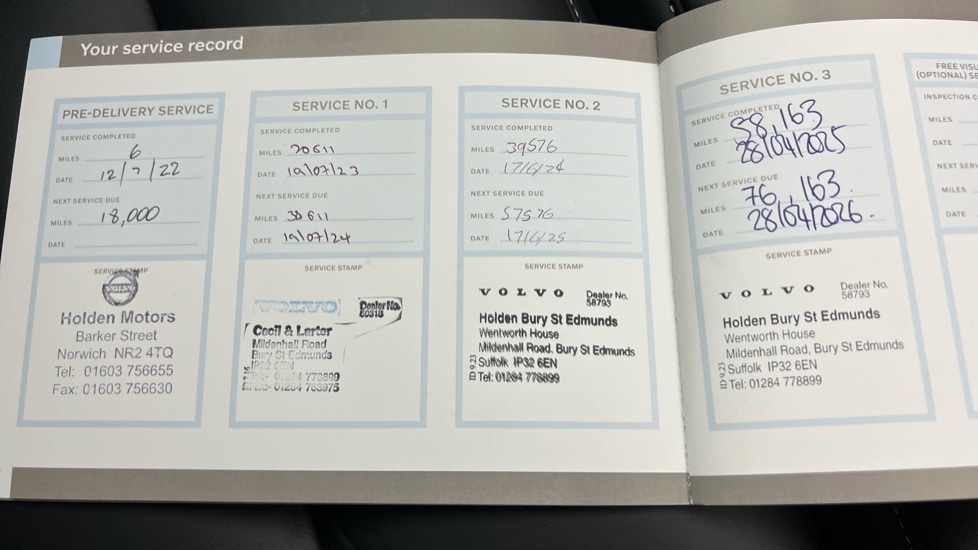 Your service record
PRE-DELIVERY SERVICE
SERVICE COMPLETED
MILES 6
DATE 12/7/22
NEXT SERVICE DUE
MILES 18,000
DATE
SERVICE STAMP
VOLVO
Holden Motors
Barker Street
Norwich NR2 4TQ
Tel: 01603 756655
Fax: 01603 756630
SERVICE NO. 1
SERVICE COMPLETED
MILES 20611
DATE 19/07/23
NEXT SERVICE DUE
MILES 38611
DATE 19/07/24
SERVICE STAMP
VOLVO
Dealer No.
Cecil & Larter
Mildenhall Road
Bury St Edmunds
SERVICE NO. 2
SERVICE COMPLETED
MILES 39576
DATE 17/6/24
NEXT SERVICE DUE
MILES 57576
DATE 17/6/25
SERVICE STAMP
VOLVO Dealer No.
58793
Holden Bury St Edmunds
Wentworth House
Mildenhall Road, Bury St Edmunds
Suffolk IP32 6EN
Tel: 01284 778899
ID 9.23
SERVICE NO. 3
SERVICE COMPLETED
MILES 58,163
DATE 28/04/2025
NEXT SERVICE DUE
MILES 76,163.
DATE 28/04/2026.
SERVICE STAMP
VOLVO Dealer No.
58793
Holden Bury St Edmunds
Wentworth House
Mildenhall Road, Bury St Edmunds
Suffolk IP32 6EN
Tel: 01284 778899
ID 9.23
FREE VISU
(OPTIONAL) SE
INSPECTION C
MILES
DATE
NEXT SERV
MILES
DATE